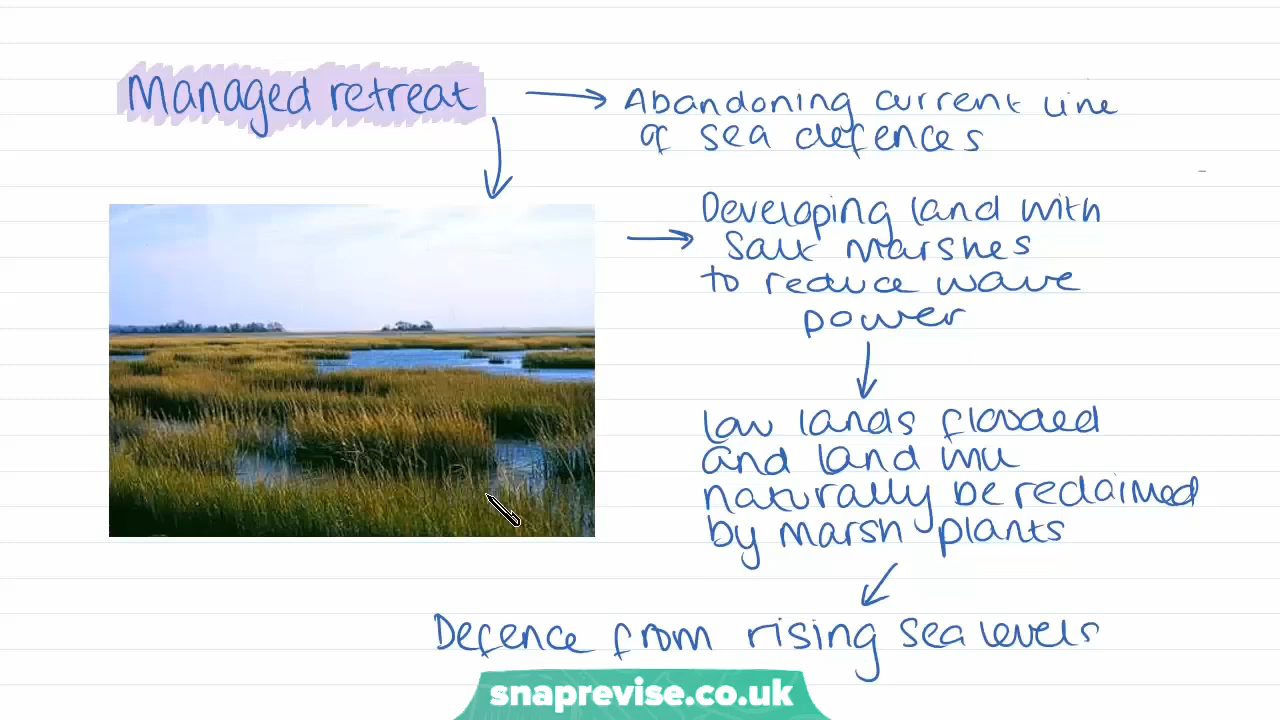 Managed retreat
Abandoning current line
of sea defences
Developing land with
salt marshes
to reduce wave
power
Low lands flooded
and land will
naturally be reclaimed
by marsh plants
Defence from rising sea levels
snaprevise.co.uk